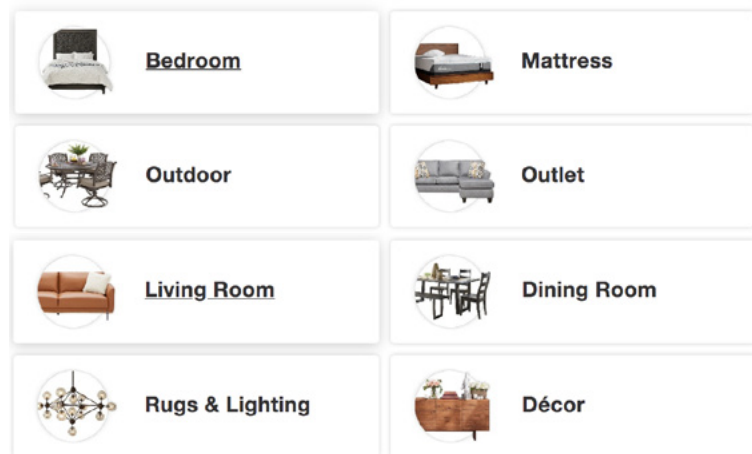 Bedroom
Mattress
Outdoor
Outlet
Living Room
Dining Room
Rugs & Lighting
Décor